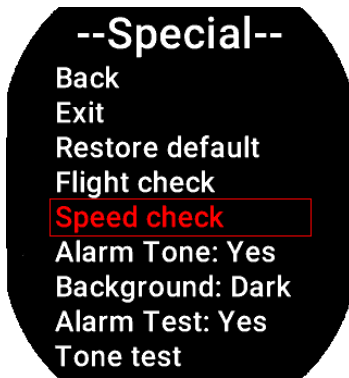 --Special--
Back
Exit
Restore default
Flight check
Speed check
Alarm Tone: Yes
Background: Dark
Alarm Test: Yes
Tone test